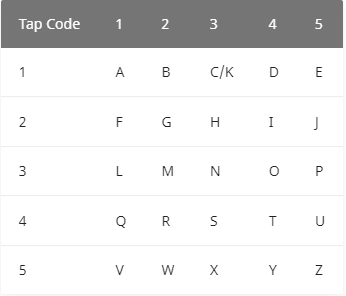 Tap Code 1 2 3 4 5
1 A B C/K D E
2 F G H I J
3 L M N O P
4 Q R S T U
5 V W X Y Z